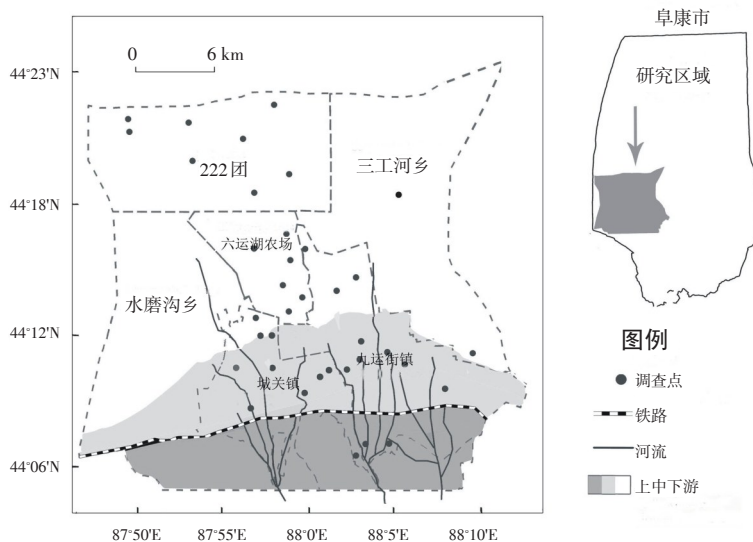 阜康市
0 6 km
44°23′N
研究区域
222团
三工河乡
44°18′N
六运湖农场
水磨沟乡
44°12′N
图例
九运街镇
城关镇
调查点
铁路
河流
44°06′N
上中下游
87°50′E 87°55′E 88°0′E 88°5′E 88°10′E